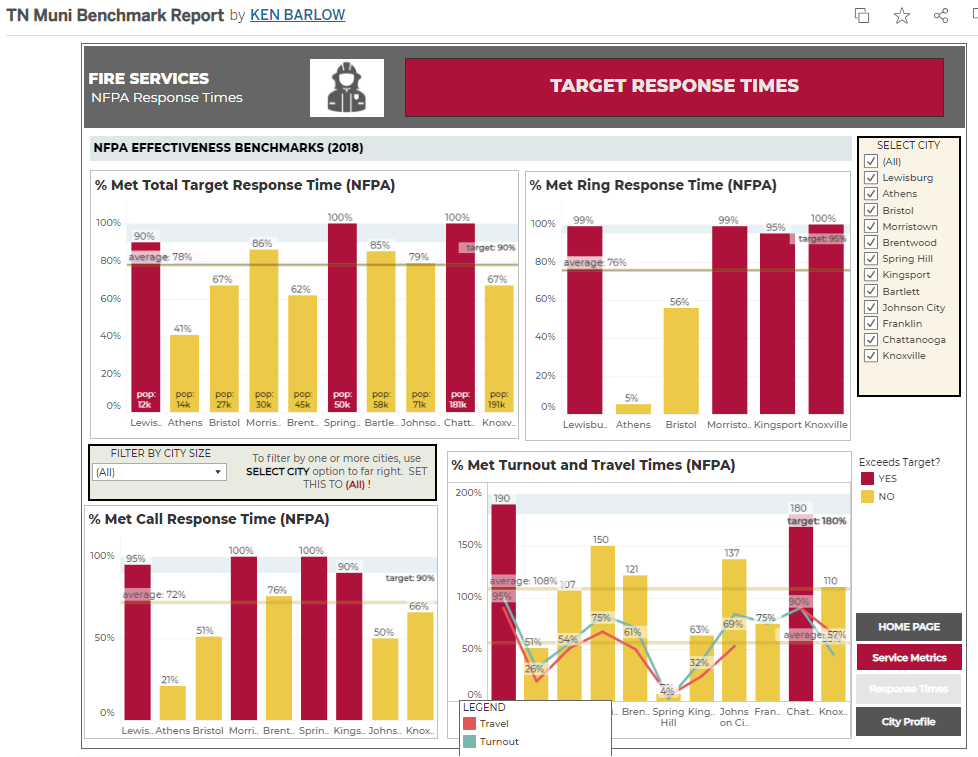 TN Muni Benchmark Report by KEN BARLOW
FIRE SERVICES
NFPA Response Times
TARGET RESPONSE TIMES
NFPA EFFECTIVENESS BENCHMARKS (2018)
% Met Total Target Response Time (NFPA)
100%
80%
60%
40%
20%
0%
90%
41%
67%
86%
62%
100%
85%
79%
100%
67%
average: 78%
target: 90%
pop: pop: pop: pop: pop: pop: pop: pop: pop: pop:
12k 14k 27k 30k 45k 50k 58k 71k 181k 191k
Lewis.. Athens Bristol Morris.. Brent.. Spring.. Bartle.. Johnso.. Chatt.. Knoxv..
% Met Ring Response Time (NFPA)
100%
80%
60%
40%
20%
0%
99%
5%
56%
99%
95%
100%
average: 76%
target: 95%
Lewisbu.. Athens Bristol Morristo.. Kingsport Knoxville
SELECT CITY
(All)
Lewisburg
Athens
Bristol
Morristown
Brentwood
Spring Hill
Kingsport
Bartlett
Johnson City
Franklin
Chattanooga
Knoxville
FILTER BY CITY SIZE
(All)
To filter by one or more cities, use
SELECT CITY option to far right. SET
THIS TO (All) !
% Met Call Response Time (NFPA)
100%
50%
0%
95%
21%
51%
100%
76%
100%
90%
50%
66%
average: 72%
target: 90%
Lewis.. Athens Bristol Morri.. Brent.. Sprin.. Kings.. Johns.. Knox..
% Met Turnout and Travel Times (NFPA)
200%
150%
100%
50%
0%
190
107
150
121
137
180
110
target: 180%
average: 108%
95%
51%
26%
54%
75%
61%
4%
63%
32%
69%
75%
90%
57%
average:
Bren.. Spring King.. Johns Fran.. Chat.. Knox..
Hill on Ci..
LEGEND
Travel
Turnout
Exceeds Target?
YES
NO
HOME PAGE
Service Metrics
Response Times
City Profile